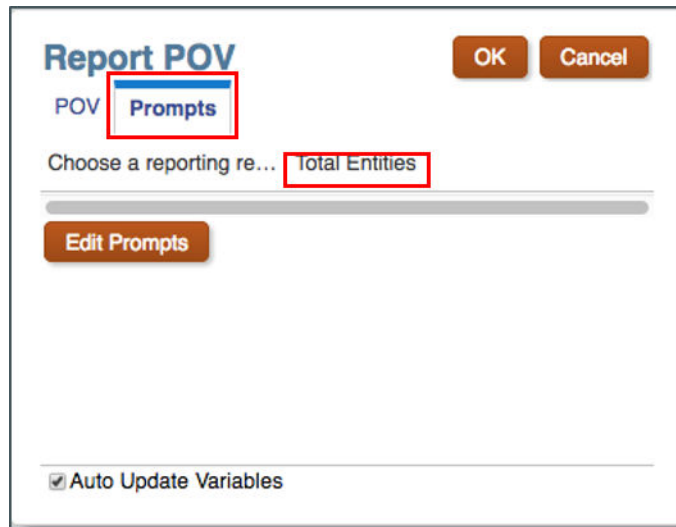 Report POV
OK
Cancel
POV
Prompts
Choose a reporting re... Total Entities
Edit Prompts
Auto Update Variables